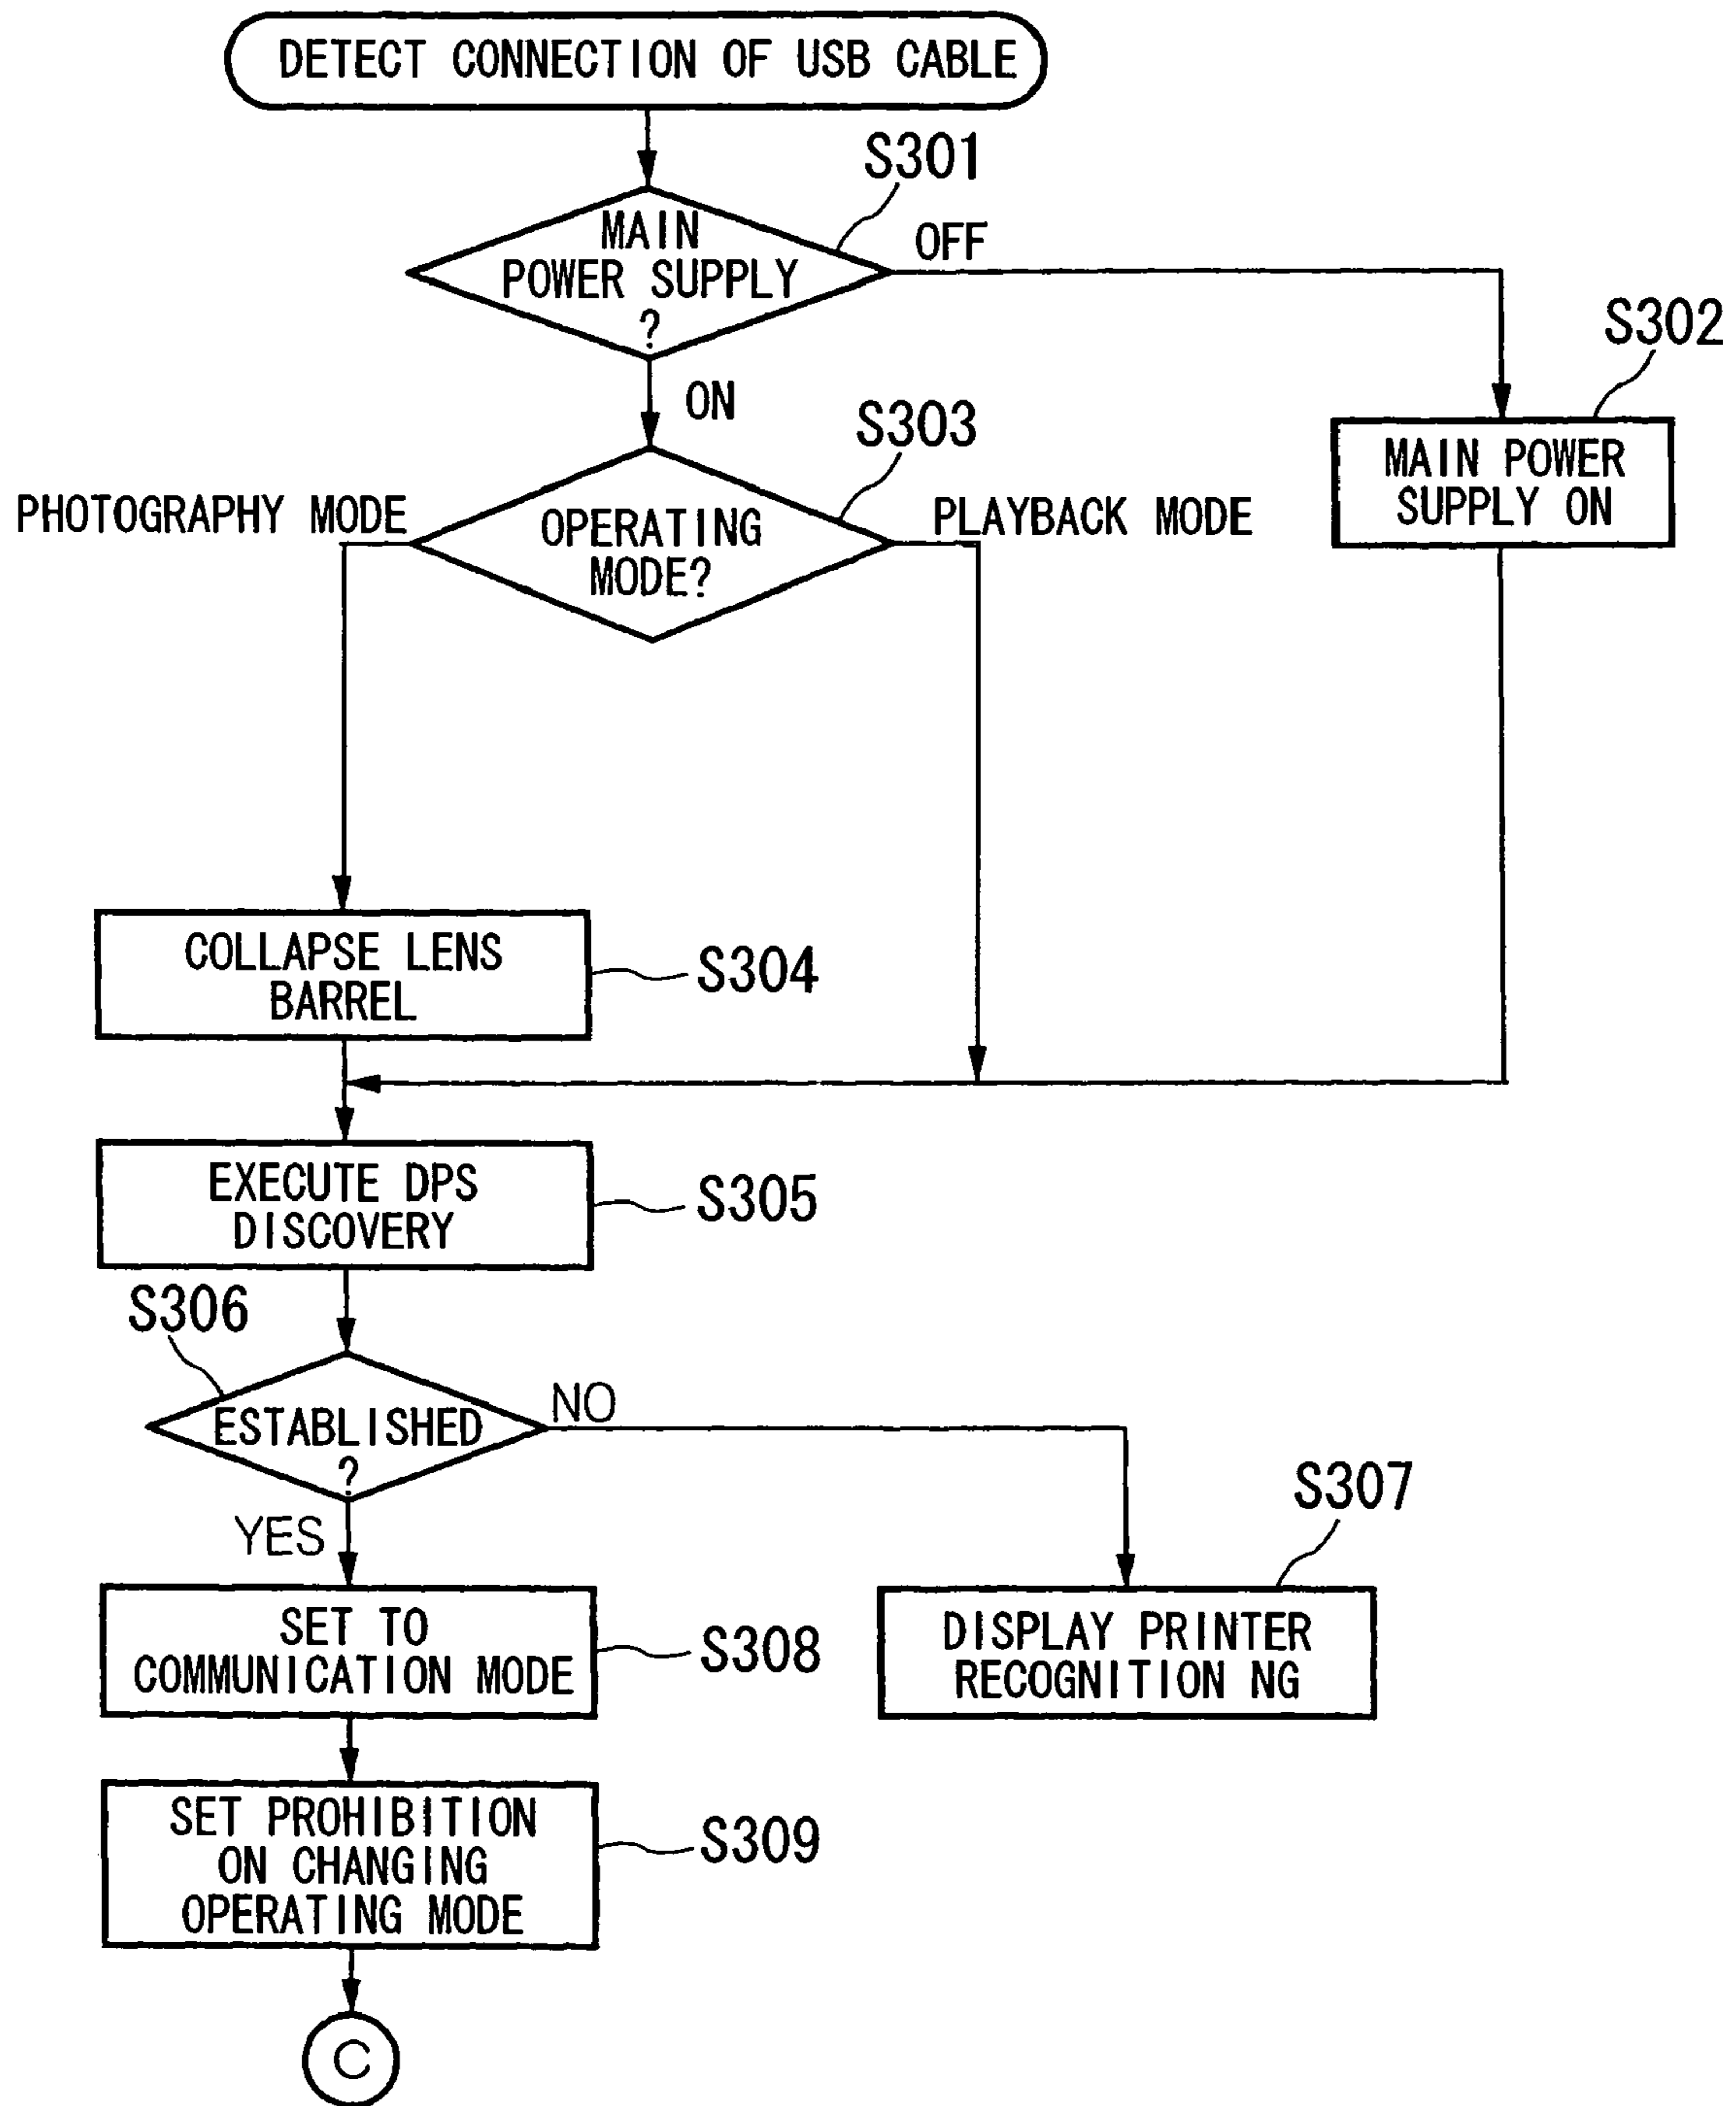 DETECT CONNECTION OF USB CABLE
S301
MAIN
POWER SUPPLY
?
OFF
ON
S302
MAIN POWER
SUPPLY ON
S303
PHOTOGRAPHY MODE
OPERATING
MODE?
PLAYBACK MODE
COLLAPSE LENS
BARREL
S304
EXECUTE DPS
DISCOVERY
S305
S306
ESTABLISHED
?
NO
YES
S307
DISPLAY PRINTER
RECOGNITION NG
SET TO
COMMUNICATION MODE
S308
SET PROHIBITION
ON CHANGING
OPERATING MODE
S309
C